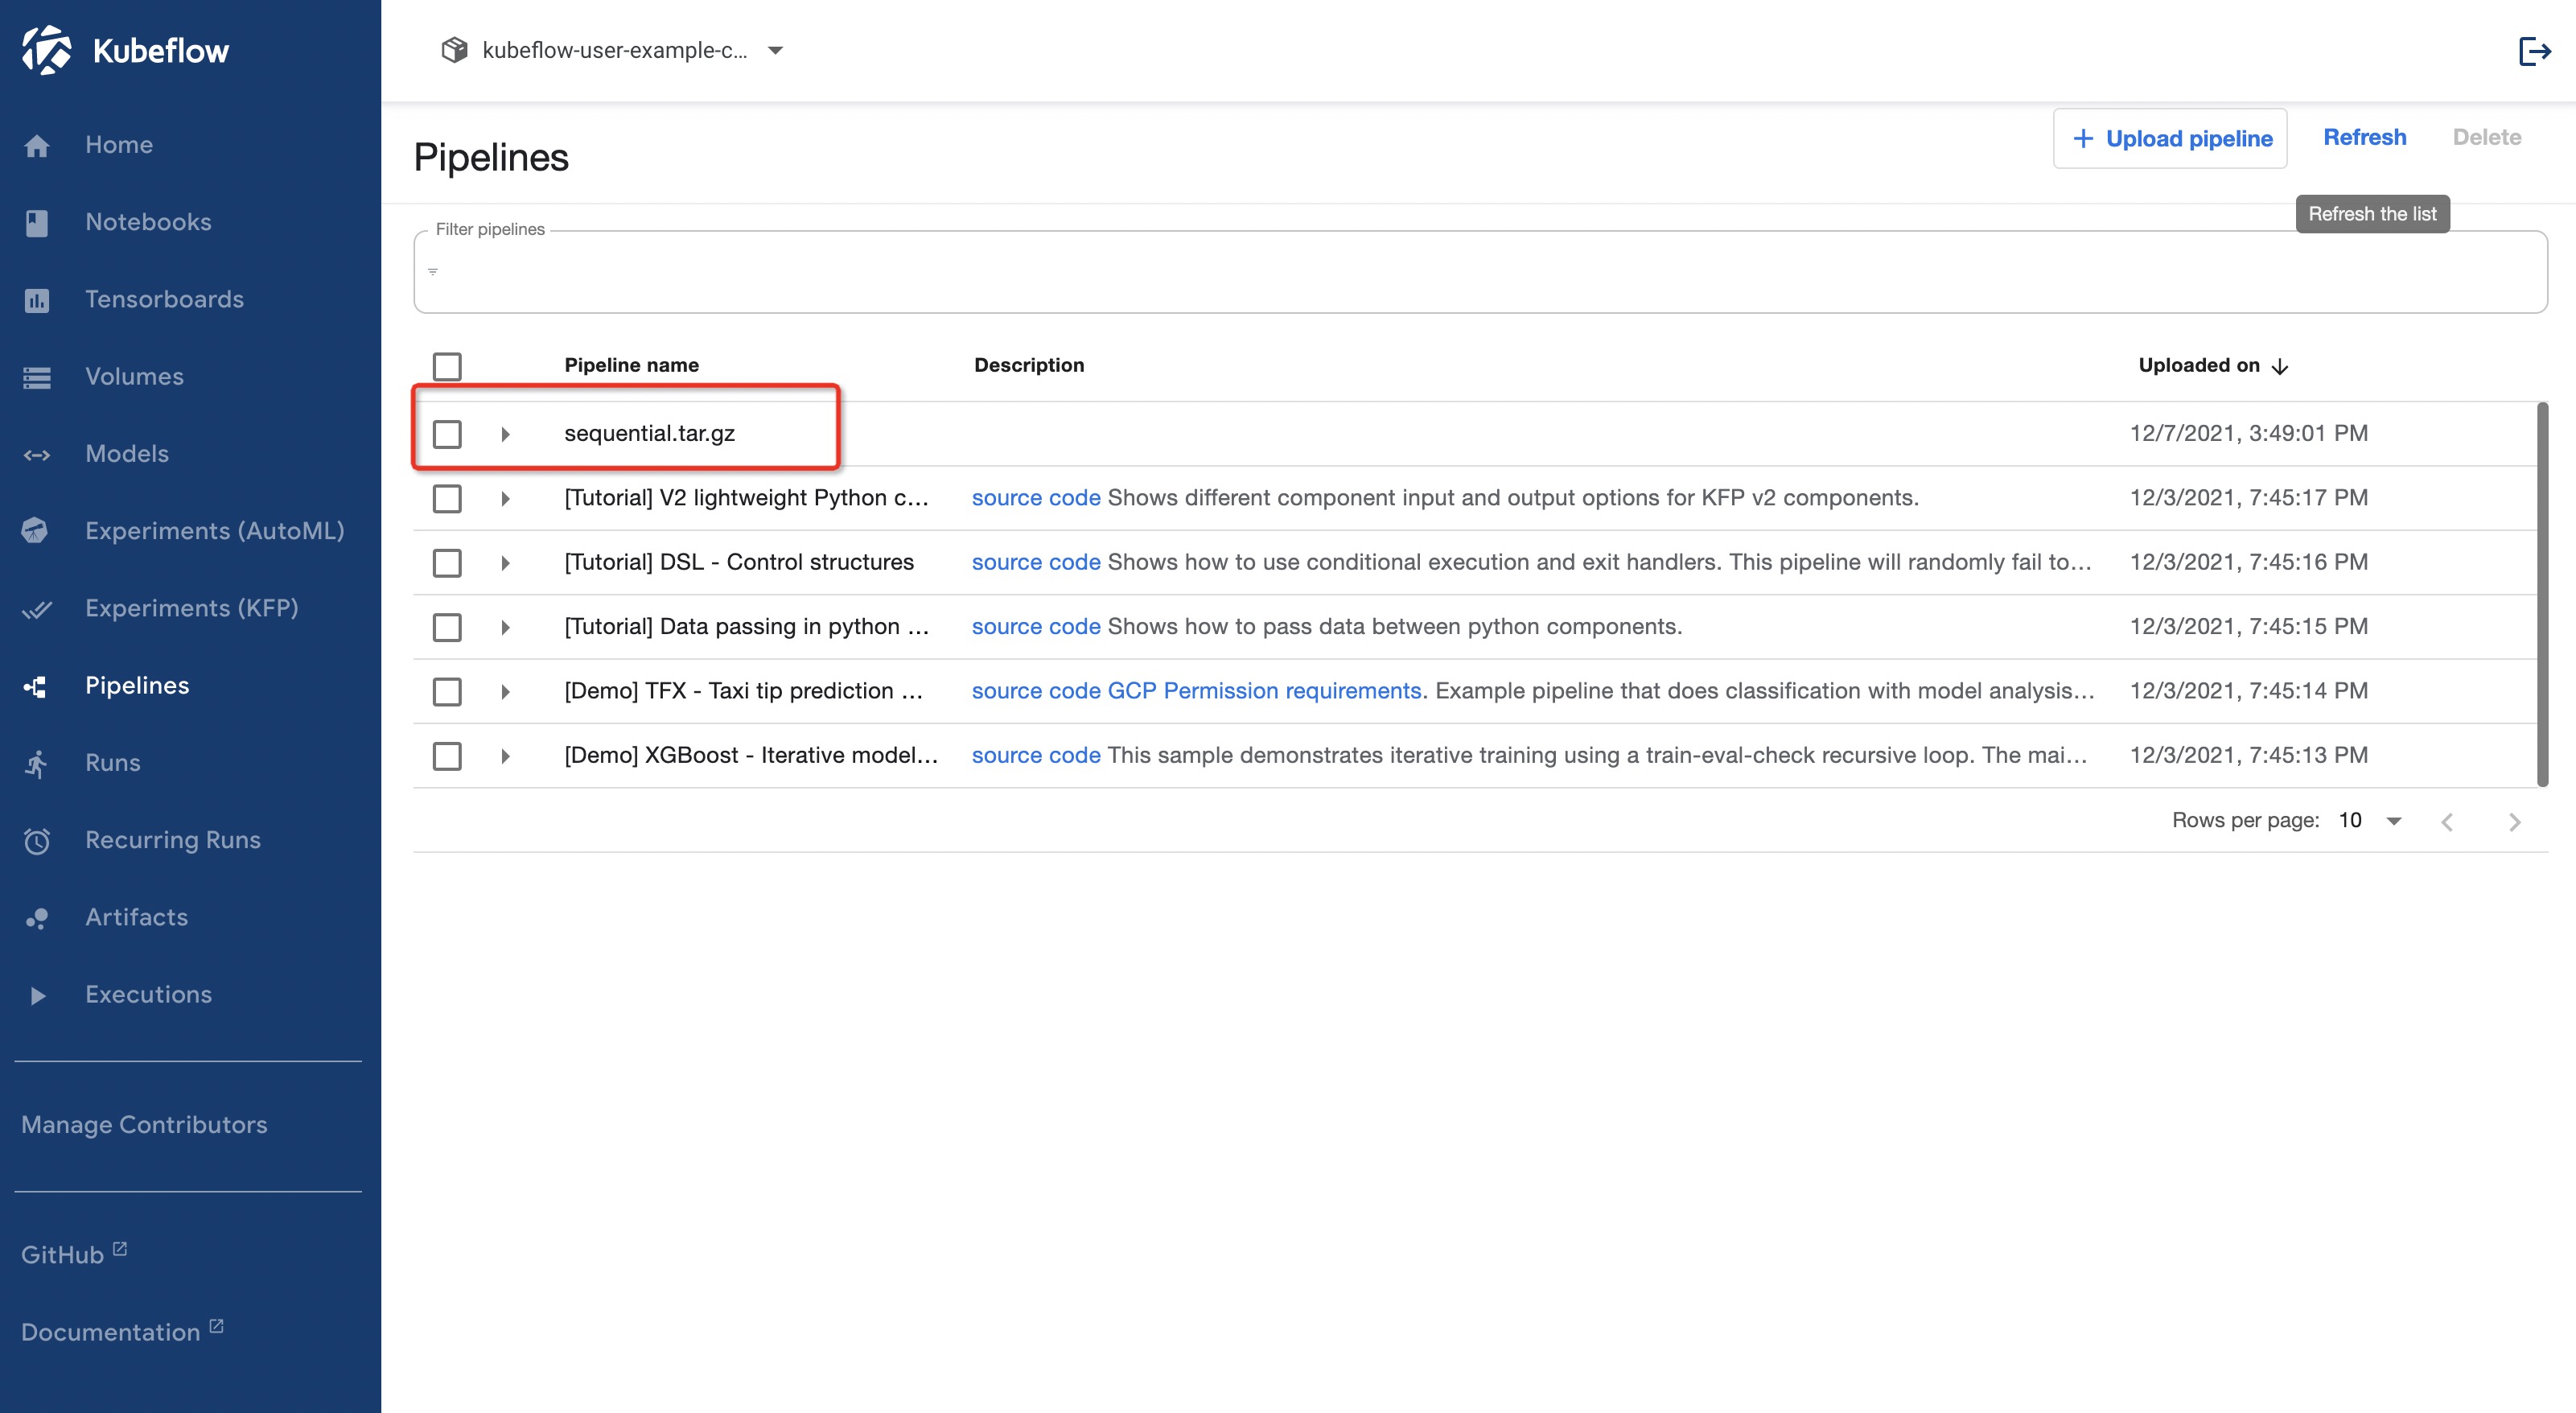 Kubeflow
kubeflow-user-example-c...
Home
Notebooks
Tensorboards
Volumes
Models
Experiments (AutoML)
Experiments (KFP)
Pipelines
Runs
Recurring Runs
Artifacts
Executions
Manage Contributors
GitHub
Documentation
Pipelines
+ Upload pipeline Refresh Delete
Refresh the list
Filter pipelines
Pipeline name Description Uploaded on
sequential.tar.gz 12/7/2021, 3:49:01 PM
[Tutorial] V2 lightweight Python c... source code Shows different component input and output options for KFP v2 components. 12/3/2021, 7:45:17 PM
[Tutorial] DSL - Control structures source code Shows how to use conditional execution and exit handlers. This pipeline will randomly fail to... 12/3/2021, 7:45:16 PM
[Tutorial] Data passing in python ... source code Shows how to pass data between python components. 12/3/2021, 7:45:15 PM
[Demo] TFX - Taxi tip prediction ... source code GCP Permission requirements. Example pipeline that does classification with model analysis... 12/3/2021, 7:45:14 PM
[Demo] XGBoost - Iterative model... source code This sample demonstrates iterative training using a train-eval-check recursive loop. The mai... 12/3/2021, 7:45:13 PM
Rows per page: 10